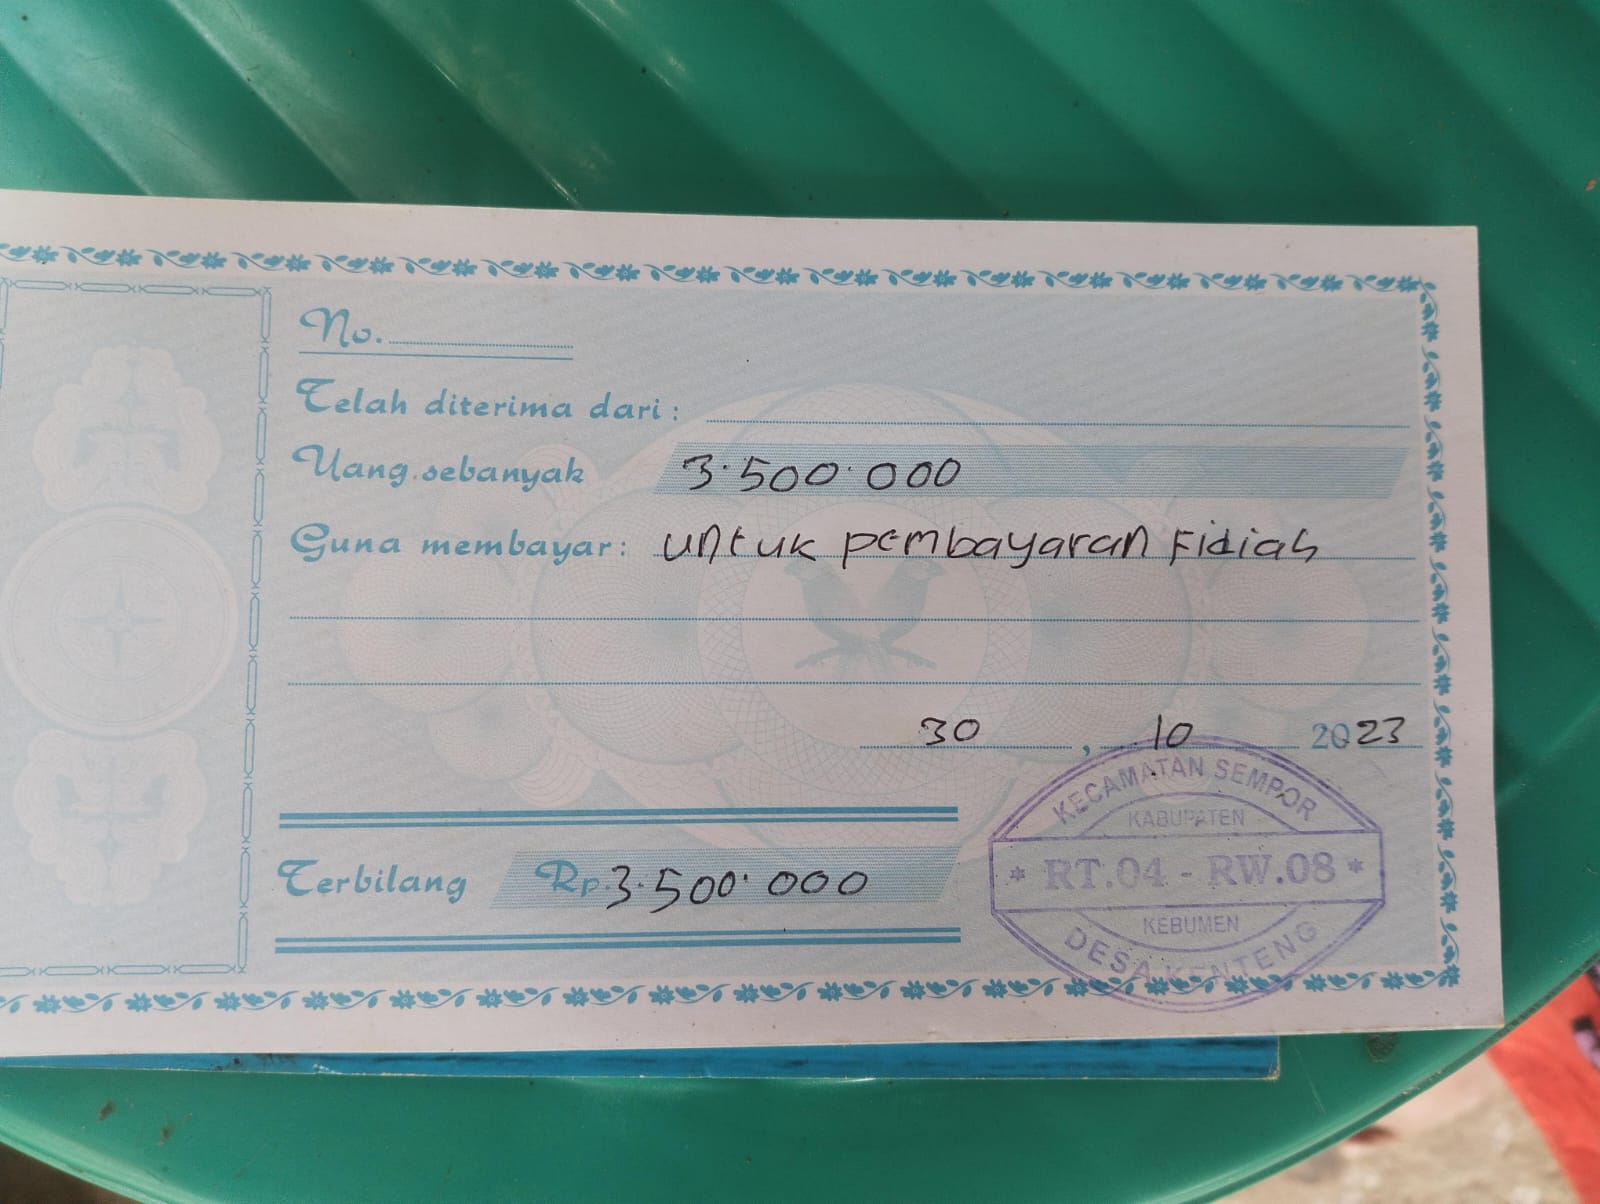 No.
Telah diterima dari :
Uang sebanyak 3.500.000
Guna membayar : untuk pembayaran Fidiah
30 , 10 2023
Terbilang Rp. 3.500.000
KECAMATAN SEMPOR
KABUPATEN
* RT.04 - RW.08 *
KEBUMEN
DESA KENTENG